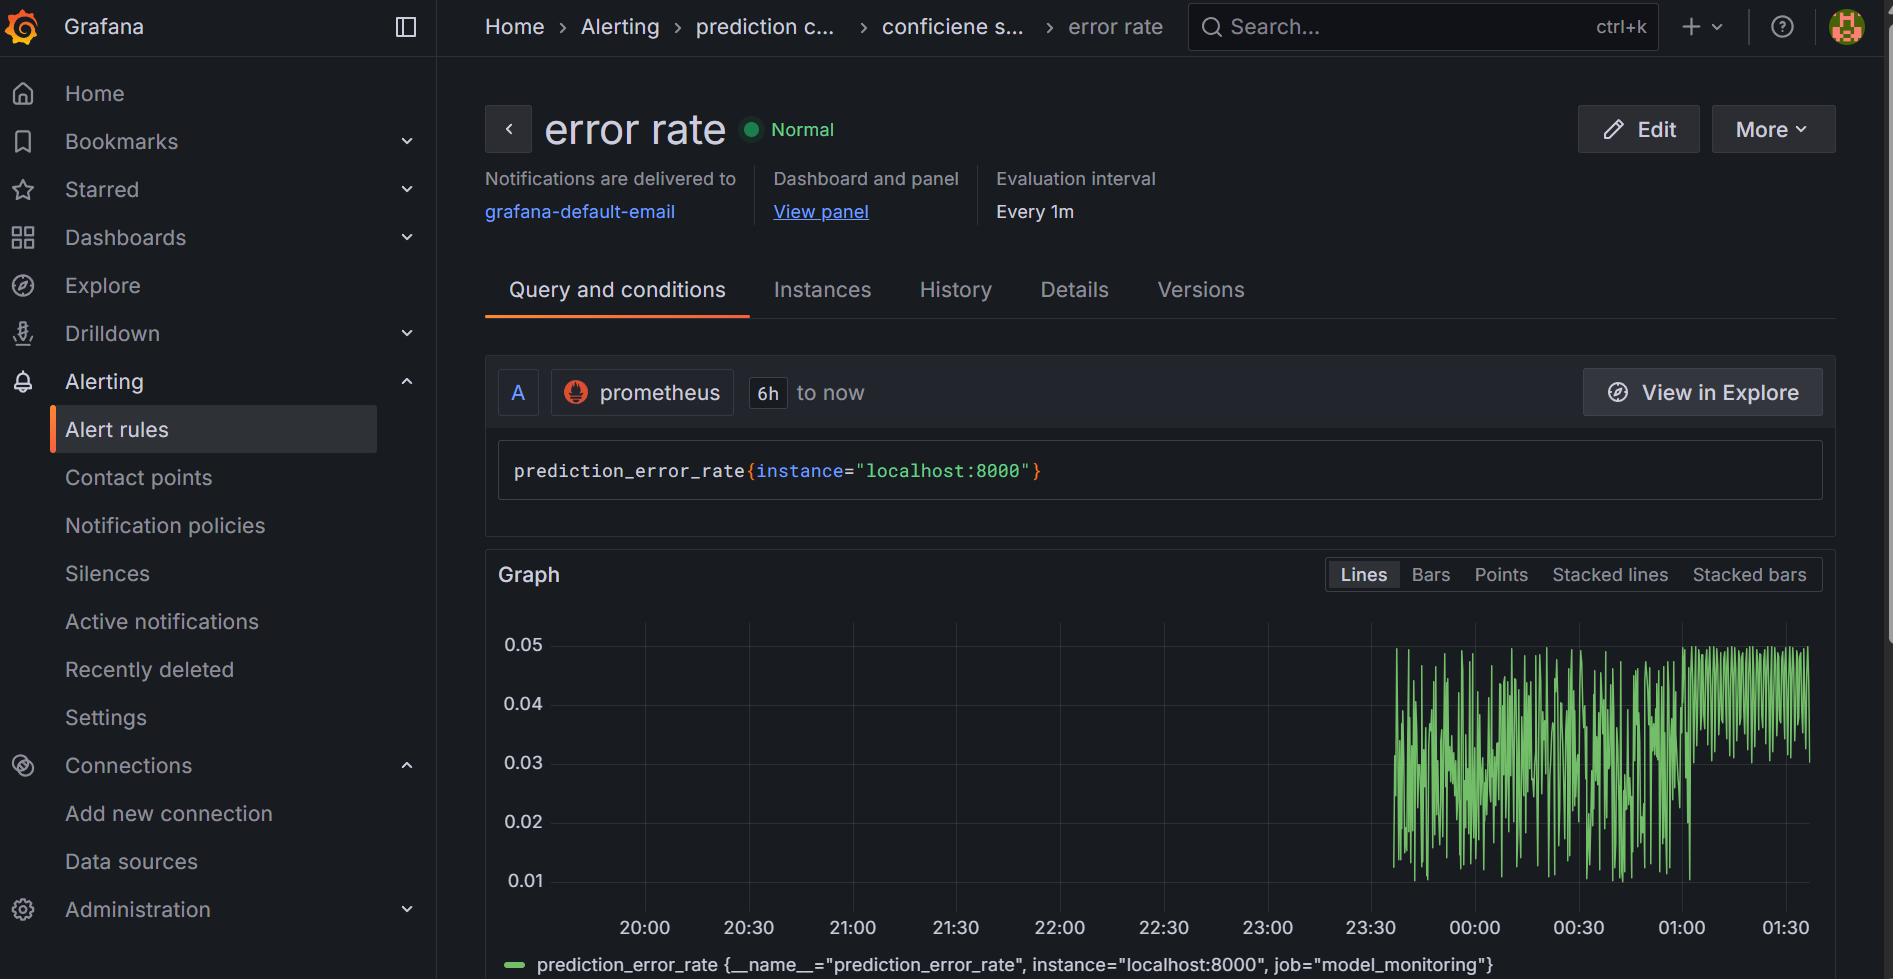 Grafana
Home › Alerting › prediction c... › conficiene s... › error rate
Search...
ctrl+k
Home
Bookmarks
Starred
Dashboards
Explore
Drilldown
Alerting
Alert rules
Contact points
Notification policies
Silences
Active notifications
Recently deleted
Settings
Connections
Add new connection
Data sources
Administration
error rate
Normal
Edit
More
Notifications are delivered to
grafana-default-email
Dashboard and panel
View panel
Evaluation interval
Every 1m
Query and conditions
Instances
History
Details
Versions
A
prometheus
6h to now
View in Explore
prediction_error_rate{instance="localhost:8000"}
Graph
Lines
Bars
Points
Stacked lines
Stacked bars
0.05
0.04
0.03
0.02
0.01
20:00
20:30
21:00
21:30
22:00
22:30
23:00
23:30
00:00
00:30
01:00
01:30
prediction_error_rate {__name__="prediction_error_rate", instance="localhost:8000", job="model_monitoring"}